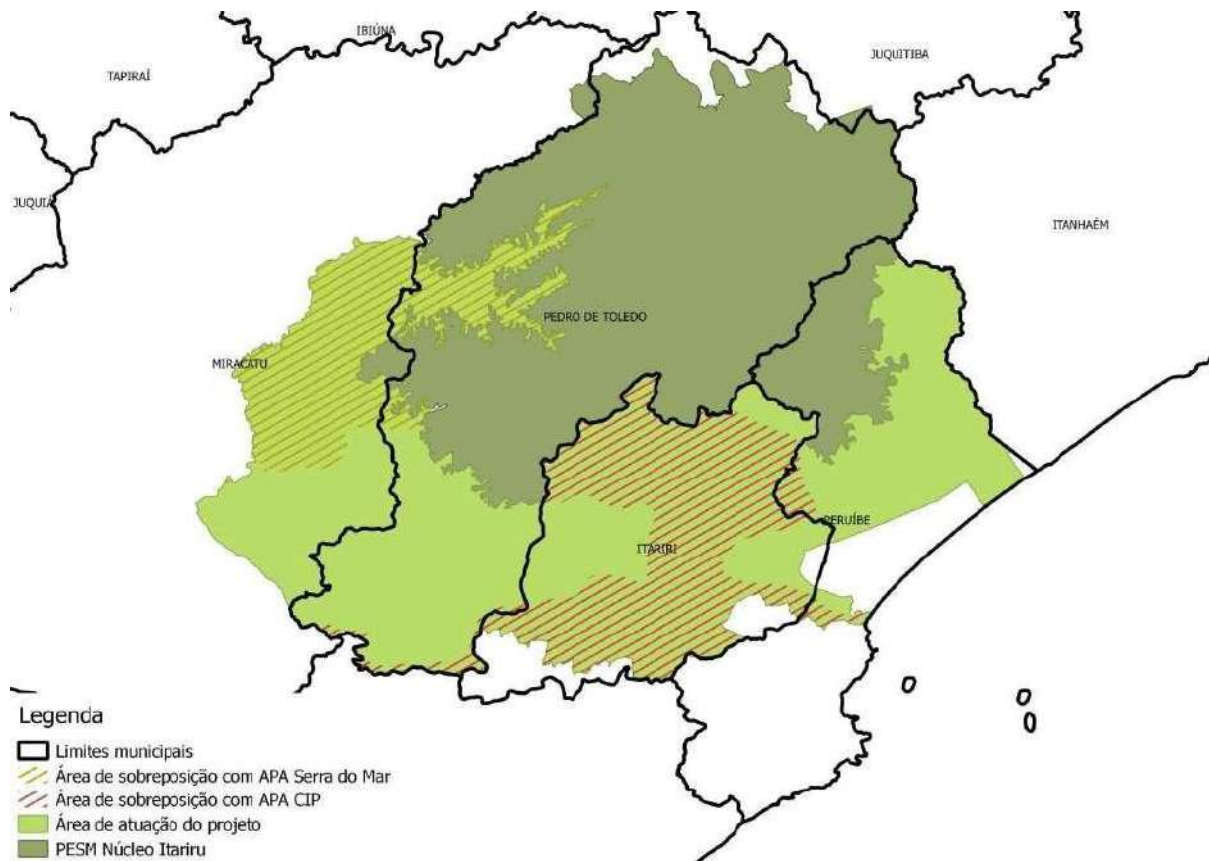 IBIÚNA
TAPIRAÍ
JUQUITIBA
JUQUIÁ
ITANHAÉM
PEDRO DE TOLEDO
MIRACATU
PERUÍBE
ITARIRI
Legenda
Limites municipais
Área de sobreposição com APA Serra do Mar
Área de sobreposição com APA CIP
Área de atuação do projeto
PESM Núcleo Itariru